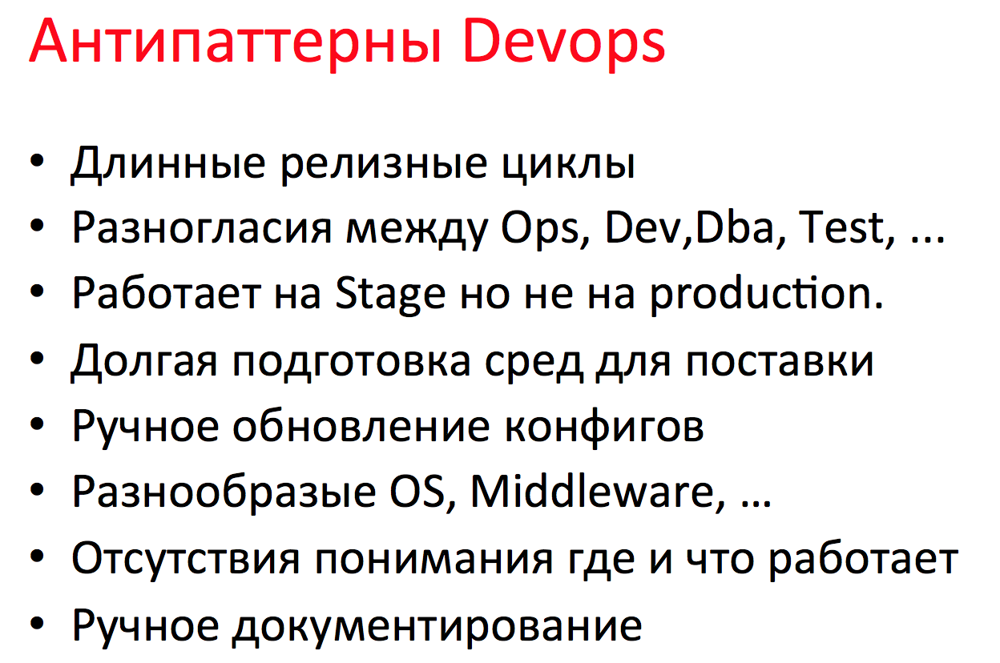 Антипаттерны Devops
• Длинные релизные циклы
• Разногласия между Ops, Dev,Dba, Test, ...
• Работает на Stage но не на production.
• Долгая подготовка сред для поставки
• Ручное обновление конфигов
• Разнообразые OS, Middleware, ...
• Отсутствия понимания где и что работает
• Ручное документирование